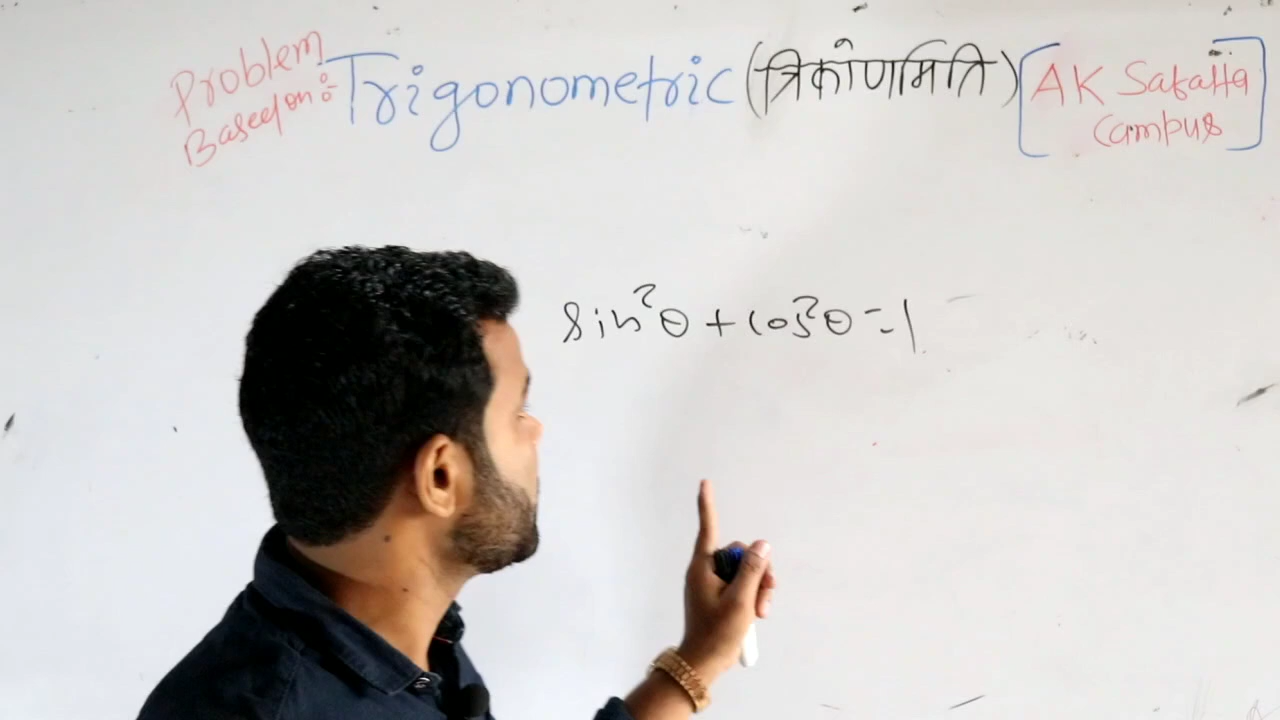 Problem
Based on :
Trigonometric (त्रिकोणमिति)
[AK Safalta
Campus]
sin²θ + cos²θ = 1